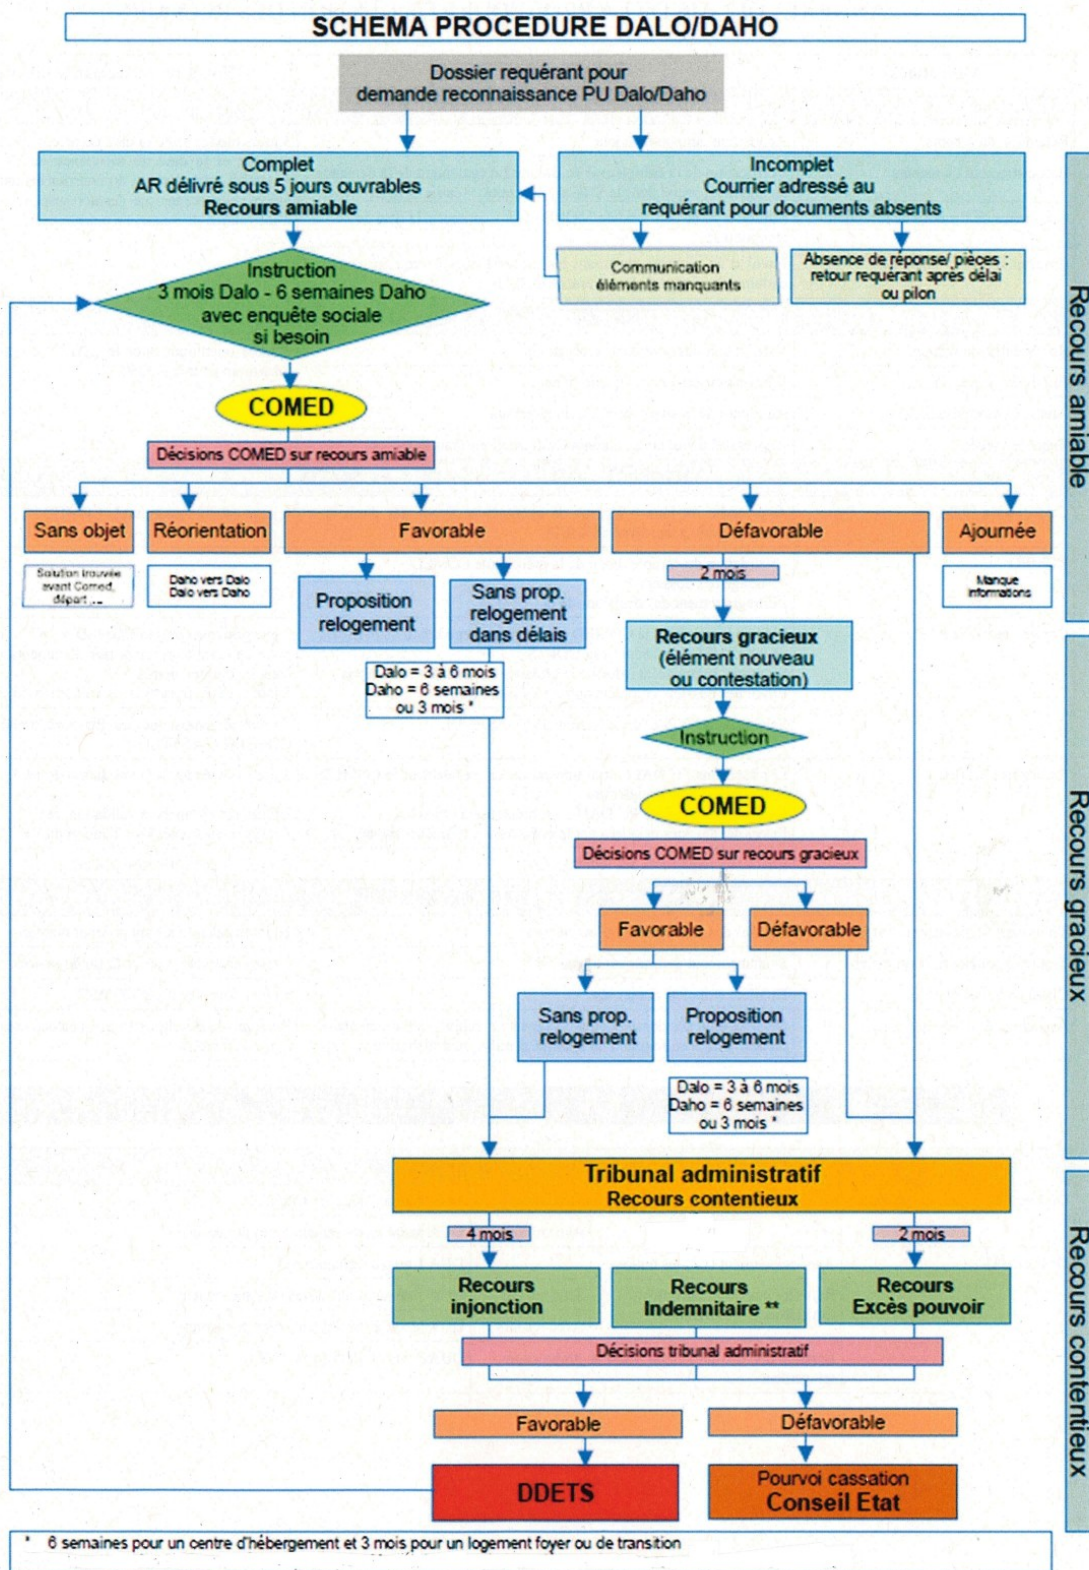 SCHEMA PROCEDURE DALO/DAHO
Dossier requérant pour
demande reconnaissance PU Dalo/Daho
Complet
AR délivré sous 5 jours ouvrables
Recours amiable
Incomplet
Courrier adressé au
requérant pour documents absents
Communication
éléments manquants
Absence de réponse/ pièces :
retour requérant après délai
ou pilon
Instruction
3 mois Dalo - 6 semaines Daho
avec enquête sociale
si besoin
COMED
Décisions COMED sur recours amiable
Sans objet
Réorientation
Favorable
Défavorable
Ajournée
Solution trouvée
avant Comed,
départ ...
Daho vers Dalo
Dalo vers Daho
Proposition
relogement
Sans prop.
relogement
dans délais
2 mois
Manque
informations
Dalo = 3 à 6 mois
Daho = 6 semaines
ou 3 mois *
Recours amiable
Recours gracieux
(élément nouveau
ou contestation)
Instruction
COMED
Décisions COMED sur recours gracieux
Favorable
Défavorable
Sans prop.
relogement
Proposition
relogement
Dalo = 3 à 6 mois
Daho = 6 semaines
ou 3 mois *
Recours gracieux
Tribunal administratif
Recours contentieux
4 mois
2 mois
Recours
injonction
Recours
Indemnitaire **
Recours
Excès pouvoir
Décisions tribunal administratif
Favorable
Défavorable
DDETS
Pourvoi cassation
Conseil Etat
Recours contentieux
* 6 semaines pour un centre d'hébergement et 3 mois pour un logement foyer ou de transition